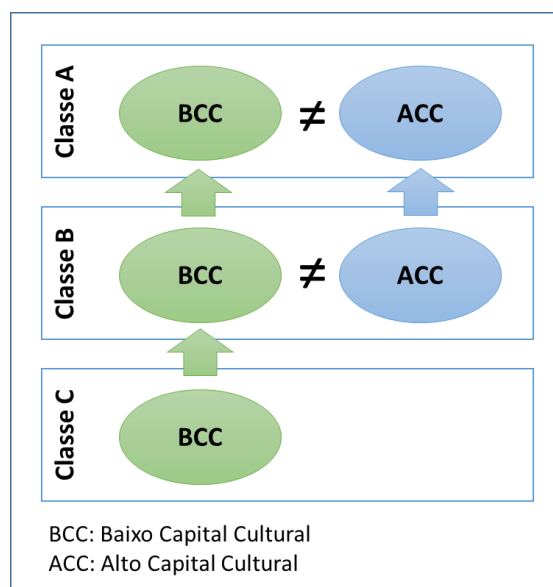 Classe A
BCC ≠ ACC
Classe B
BCC ≠ ACC
Classe C
BCC
BCC: Baixo Capital Cultural
ACC: Alto Capital Cultural